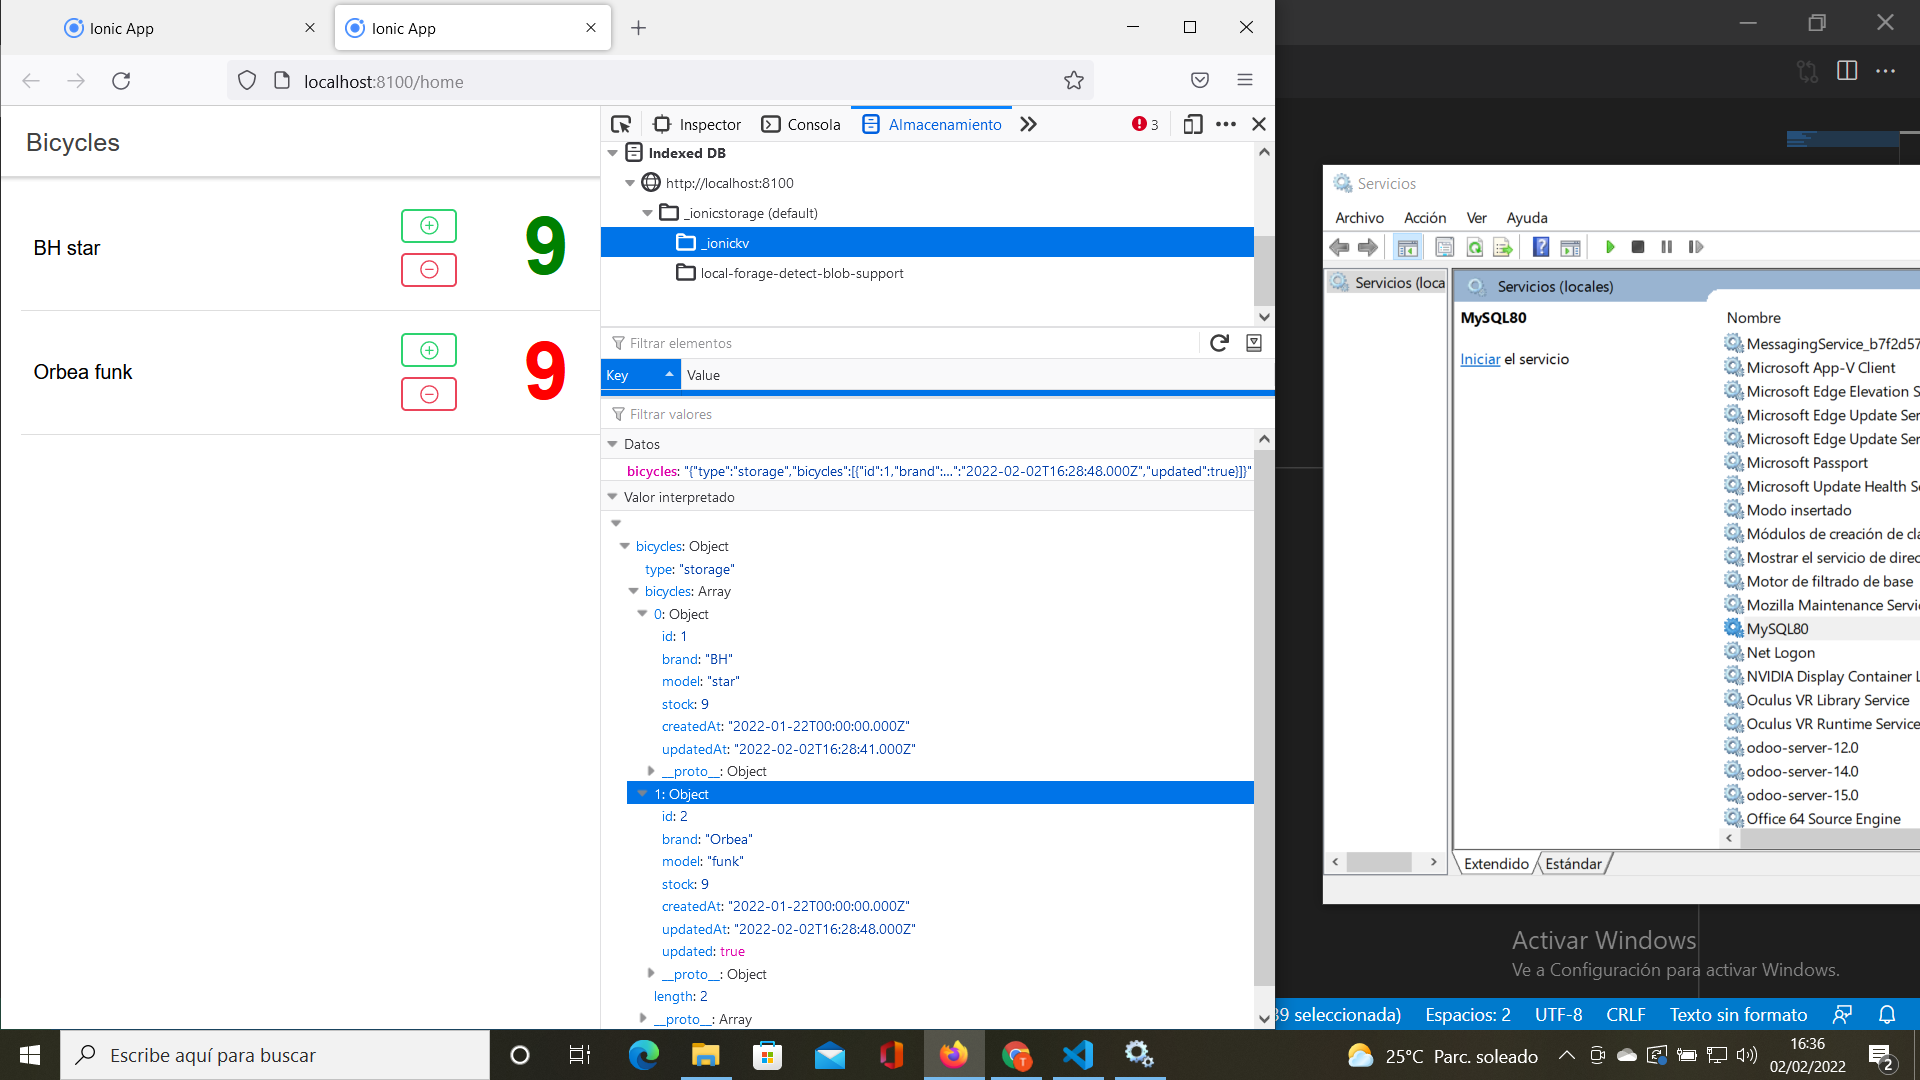 Ionic App
Ionic App
localhost:8100/home
Bicycles
BH star
9
Orbea funk
9
Inspector
Consola
Almacenamiento
3
Indexed DB
http://localhost:8100
_ionicstorage (default)
_ionickv
local-forage-detect-blob-support
Filtrar elementos
Key
Value
Filtrar valores
Datos
bicycles: "{"type":"storage","bicycles":[{"id":1,"brand":...":"2022-02-02T16:28:48.000Z","updated":true}]}"
Valor interpretado
bicycles: Object
type: "storage"
bicycles: Array
0: Object
id: 1
brand: "BH"
model: "star"
stock: 9
createdAt: "2022-01-22T00:00:00.000Z"
updatedAt: "2022-02-02T16:28:41.000Z"
__proto__: Object
1: Object
id: 2
brand: "Orbea"
model: "funk"
stock: 9
createdAt: "2022-01-22T00:00:00.000Z"
updatedAt: "2022-02-02T16:28:48.000Z"
updated: true
__proto__: Object
length: 2
__proto__: Array
Servicios
Archivo Acción Ver Ayuda
Servicios (loca
Servicios (locales)
MySQL80
Iniciar el servicio
Nombre
MessagingService_b7f2d57
Microsoft App-V Client
Microsoft Edge Elevation S
Microsoft Edge Update Ser
Microsoft Edge Update Ser
Microsoft Passport
Microsoft Update Health Se
Modo insertado
Módulos de creación de cla
Mostrar el servicio de direc
Motor de filtrado de base
Mozilla Maintenance Servic
MySQL80
Net Logon
NVIDIA Display Container L
Oculus VR Library Service
Oculus VR Runtime Service
odoo-server-12.0
odoo-server-14.0
odoo-server-15.0
Office 64 Source Engine
Extendido
Estándar
Activar Windows
Ve a Configuración para activar Windows.
39 seleccionada)
Espacios: 2
UTF-8
CRLF
Texto sin formato
Escribe aquí para buscar
25°C Parc. soleado
16:36
02/02/2022
2